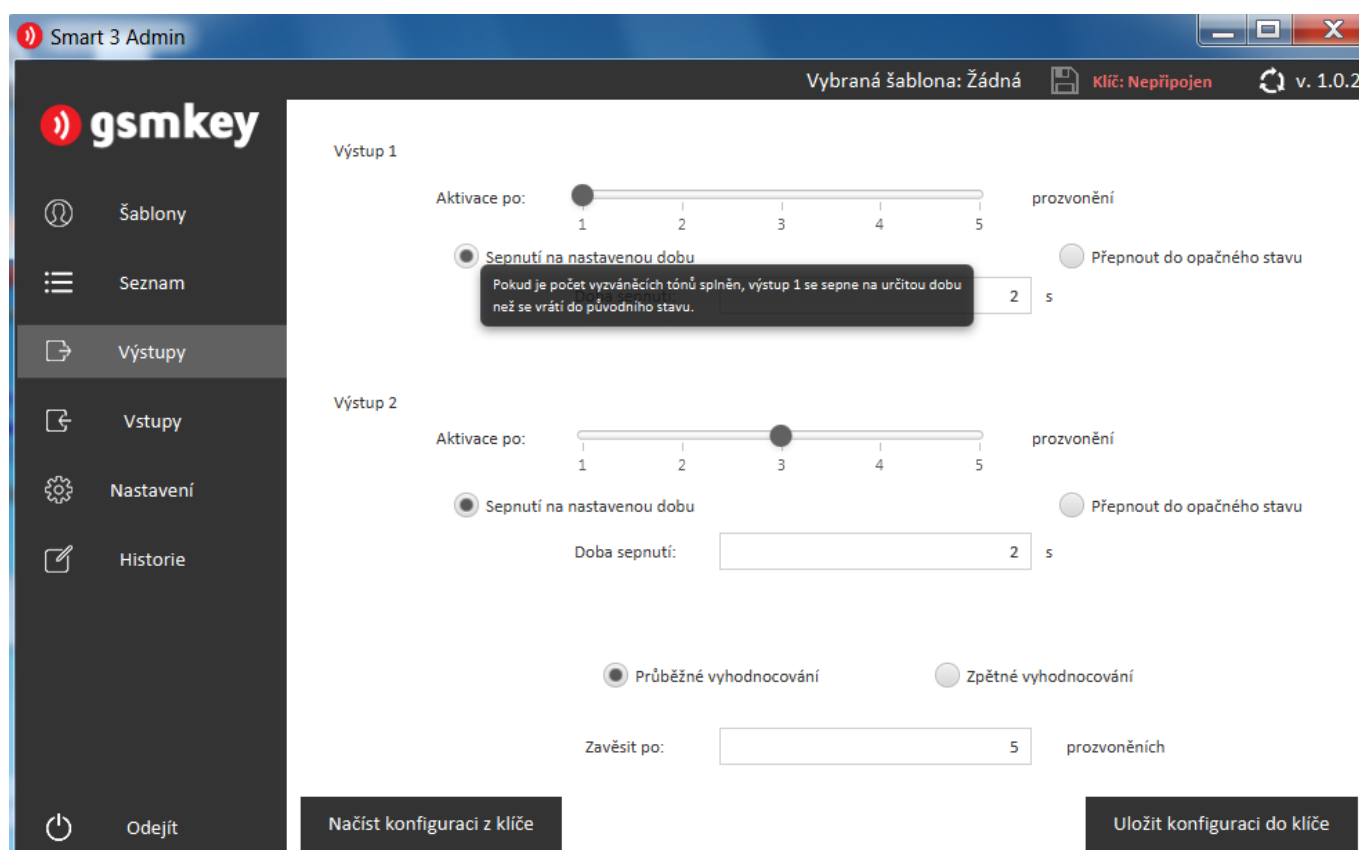 Smart 3 Admin
Vybraná šablona: Žádná
Klíč: Nepřipojen
v. 1.0.2
gsmkey
Šablony
Seznam
Výstupy
Vstupy
Nastavení
Historie
Odejít
Výstup 1
Aktivace po:
1 2 3 4 5
prozvonění
Sepnutí na nastavenou dobu
Přepnout do opačného stavu
Pokud je počet vyzváněcích tónů splněn, výstup 1 se sepne na určitou dobu
než se vrátí do původního stavu.
Doba sepnutí:
2 s
Výstup 2
Aktivace po:
1 2 3 4 5
prozvonění
Sepnutí na nastavenou dobu
Přepnout do opačného stavu
Doba sepnutí:
2 s
Průběžné vyhodnocování
Zpětné vyhodnocování
Zavěsit po:
5 prozvoněních
Načíst konfiguraci z klíče
Uložit konfiguraci do klíče